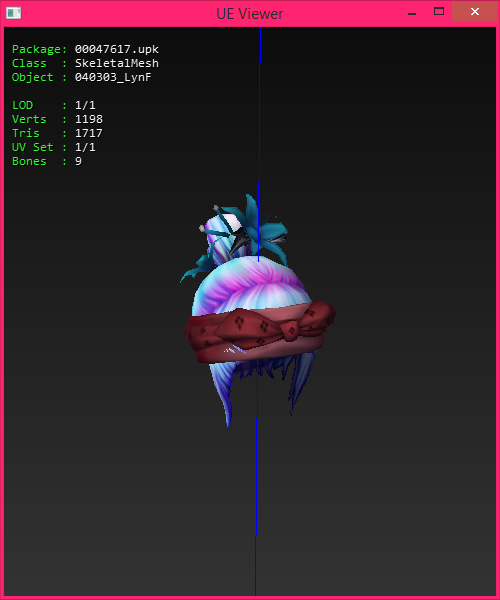 UE Viewer
Package: 00047617.upk
Class  : SkeletalMesh
Object : 040303_LynF
LOD    : 1/1
Verts  : 1198
Tris   : 1717
UV Set : 1/1
Bones  : 9